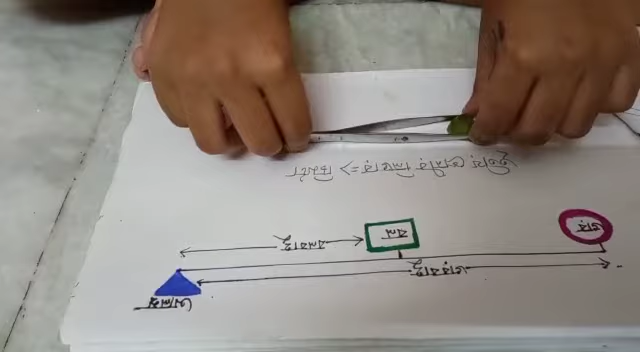 আলম্ব
ভারবাহু
ভার
বল
বলবাহু
তৃতীয় শ্রেণীর লিভার => চিমটা